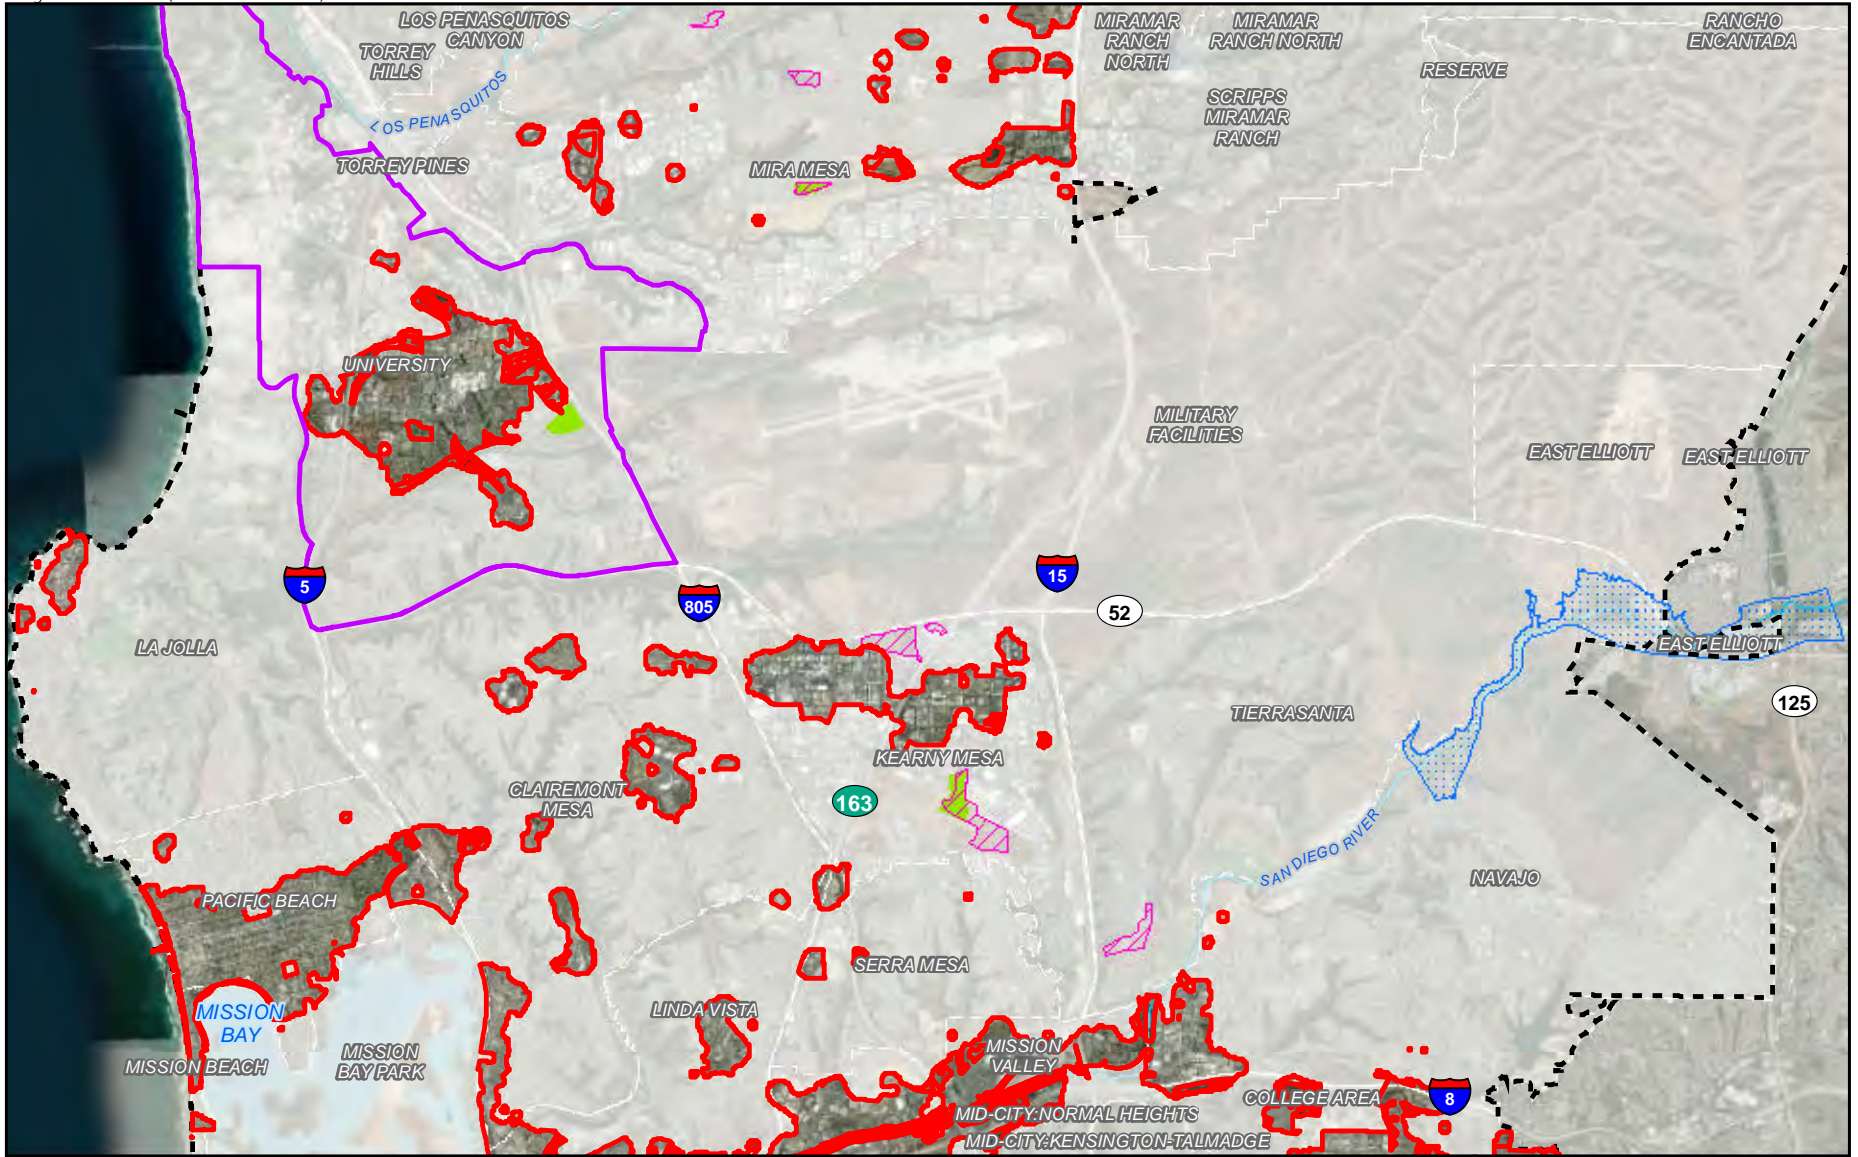 LOS PENASQUITOS
CANYON
TORREY
HILLS
MIRAMAR
RANCH
NORTH
MIRAMAR
RANCH NORTH
RANCHO
ENCANTADA
RESERVE
SCRIPPS
MIRAMAR
RANCH
LOS PENASQUITOS
TORREY PINES
MIRA MESA
UNIVERSITY
MILITARY
FACILITIES
EAST ELLIOTT
EAST ELLIOTT
5
805
15
52
LA JOLLA
EAST ELLIOTT
125
TIERRASANTA
KEARNY MESA
CLAIREMONT
MESA
163
SAN DIEGO RIVER
NAVAJO
PACIFIC BEACH
SERRA MESA
MISSION
BAY
LINDA VISTA
MISSION BEACH
MISSION
BAY PARK
MISSION
VALLEY
COLLEGE AREA
8
MID-CITY:NORMAL HEIGHTS
MID-CITY:KENSINGTON-TALMADGE